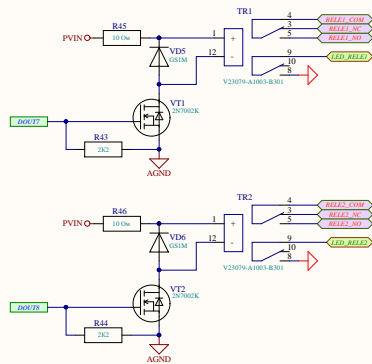 R45
TR1
PVIN
10 Ом
1
12
+
-
4
3
5
9
10
8
RELE1_COM
RELE1_NC
RELE1_NO
LED_RELE1
VD5
GS1M
V23079-A1003-B301
VT1
2N7002K
DOUT7
R43
2K2
AGND
R46
TR2
PVIN
10 Ом
1
12
+
-
4
3
5
9
10
8
RELE2_COM
RELE2_NC
RELE2_NO
LED_RELE2
VD6
GS1M
V23079-A1003-B301
VT2
2N7002K
DOUT8
R44
2K2
AGND